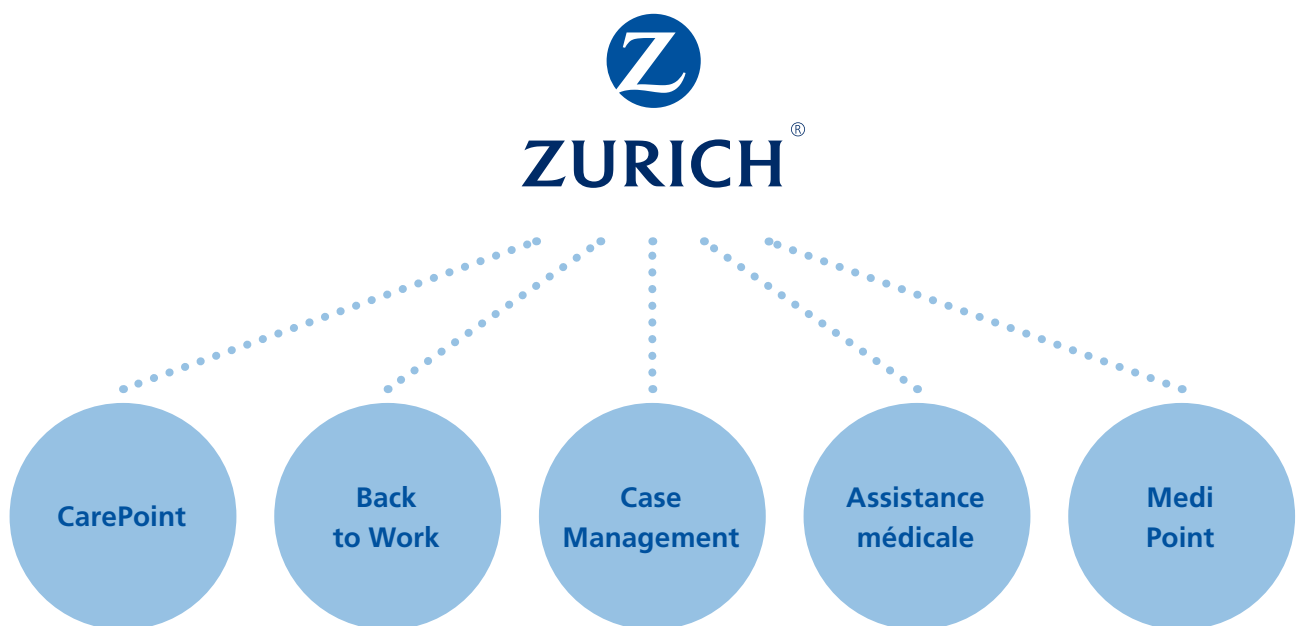 Z
ZURICH®
CarePoint
Back
to Work
Case
Management
Assistance
médicale
Medi
Point